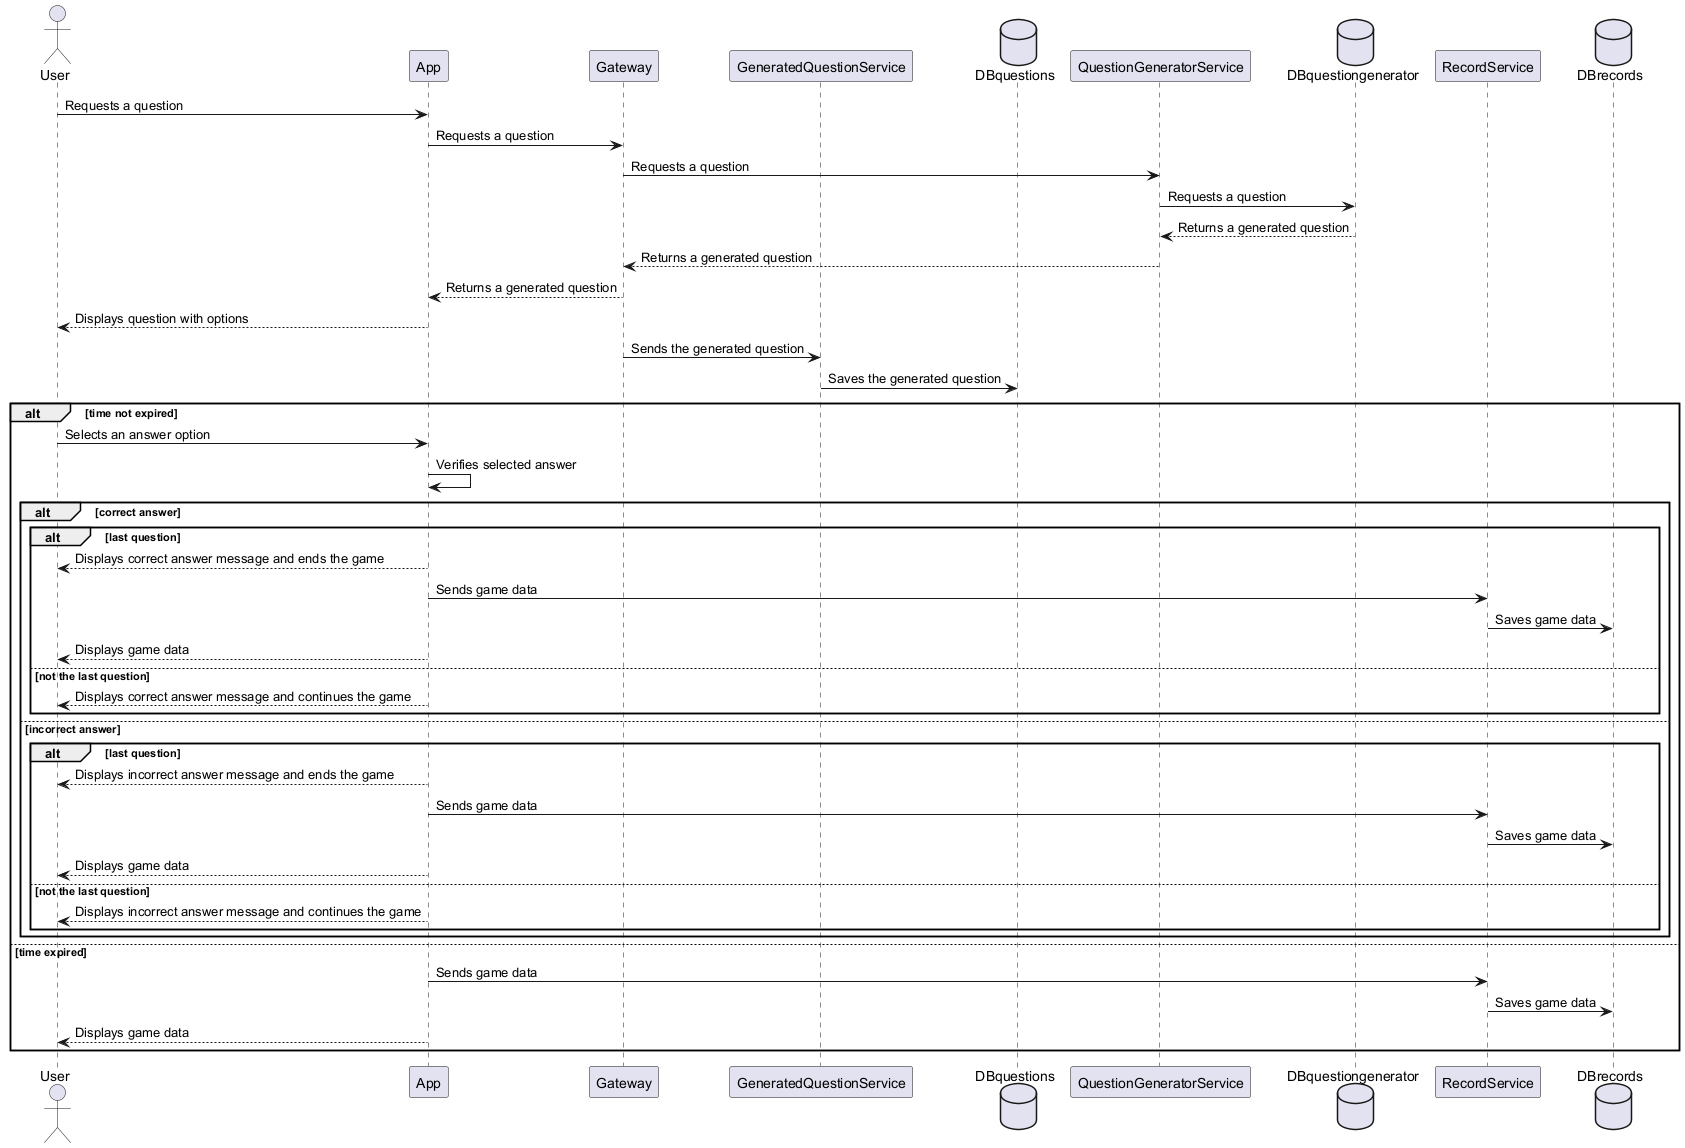 User
App
Gateway
GeneratedQuestionService
DBquestions
QuestionGeneratorService
DBquestiongenerator
RecordService
DBrecords
Requests a question
Requests a question
Requests a question
Requests a question
Returns a generated question
Returns a generated question
Returns a generated question
Displays question with options
Sends the generated question
Saves the generated question
alt [time not expired]
Selects an answer option
Verifies selected answer
alt [correct answer]
alt [last question]
Displays correct answer message and ends the game
Sends game data
Saves game data
Displays game data
[not the last question]
Displays correct answer message and continues the game
[incorrect answer]
alt [last question]
Displays incorrect answer message and ends the game
Sends game data
Saves game data
Displays game data
[not the last question]
Displays incorrect answer message and continues the game
[time expired]
Sends game data
Saves game data
Displays game data
User
App
Gateway
GeneratedQuestionService
DBquestions
QuestionGeneratorService
DBquestiongenerator
RecordService
DBrecords